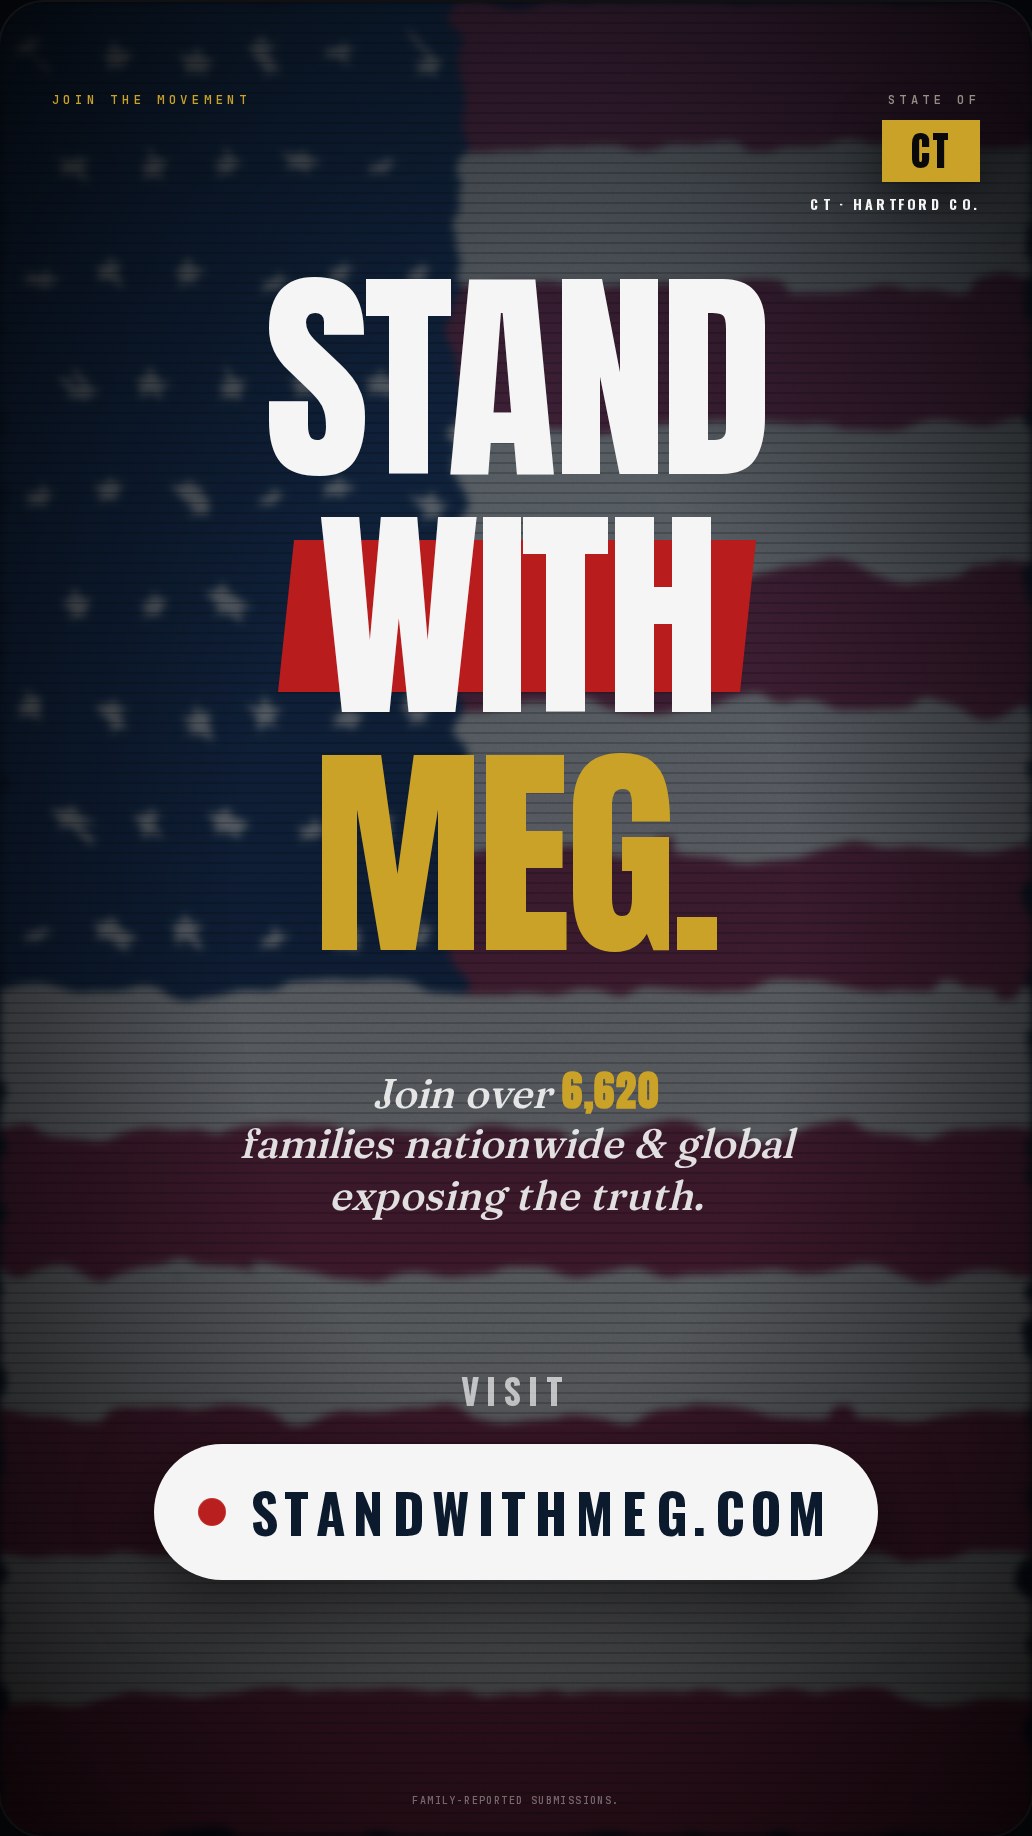 JOIN THE MOVEMENT
STATE OF
CT
CT · HARTFORD CO.
STAND
WITH
MEG.
Join over 6,620
families nationwide & global
exposing the truth.
VISIT
STANDWITHMEG.COM
FAMILY-REPORTED SUBMISSIONS.